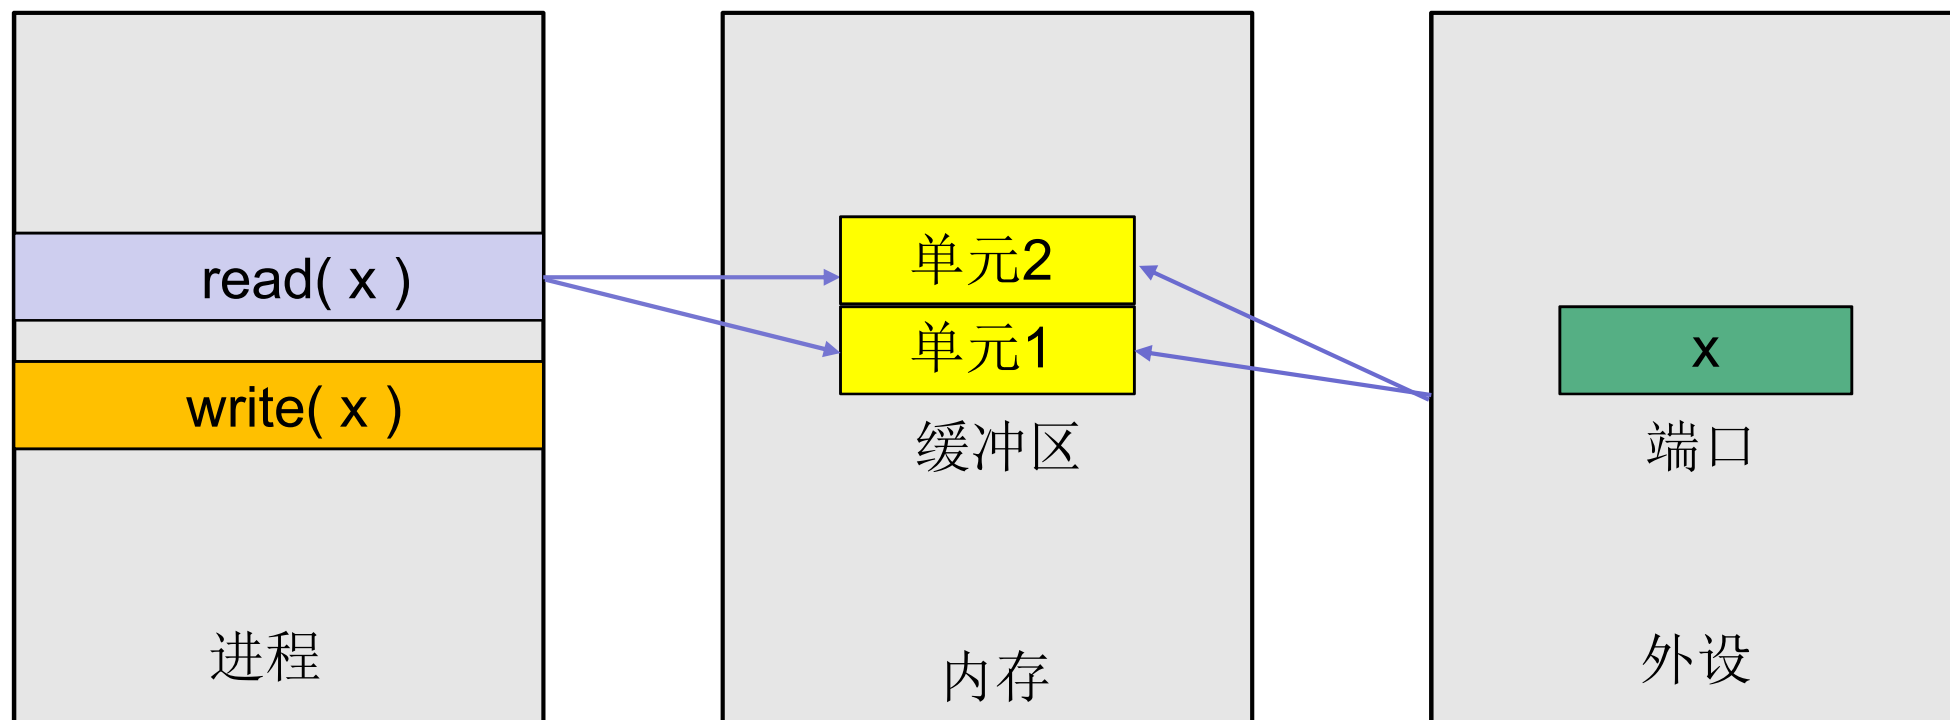 read( x )
write( x )
进程
单元2
单元1
缓冲区
内存
x
端口
外设